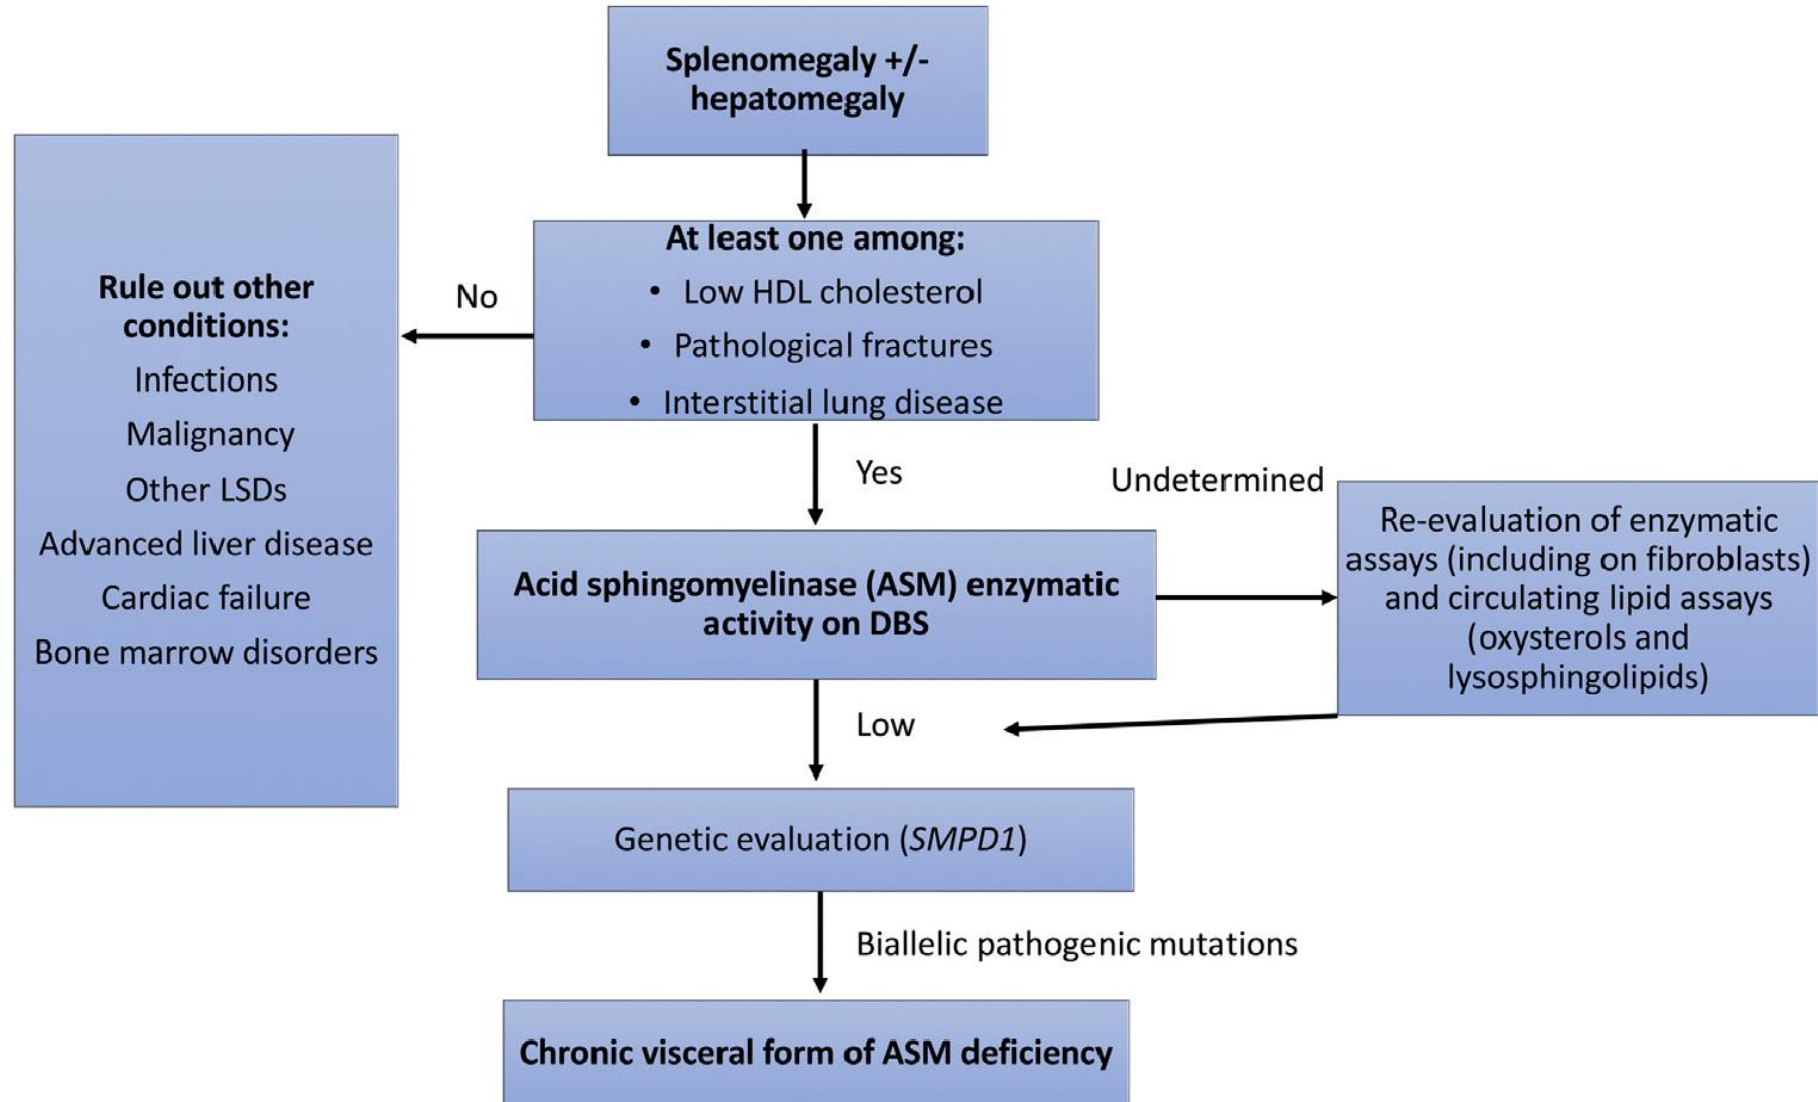 Splenomegaly +/-
hepatomegaly
At least one among:
• Low HDL cholesterol
• Pathological fractures
• Interstitial lung disease
No
Rule out other
conditions:
Infections
Malignancy
Other LSDs
Advanced liver disease
Cardiac failure
Bone marrow disorders
Yes
Undetermined
Acid sphingomyelinase (ASM) enzymatic
activity on DBS
Re-evaluation of enzymatic
assays (including on fibroblasts)
and circulating lipid assays
(oxysterols and
lysosphingolipids)
Low
Genetic evaluation (SMPD1)
Biallelic pathogenic mutations
Chronic visceral form of ASM deficiency